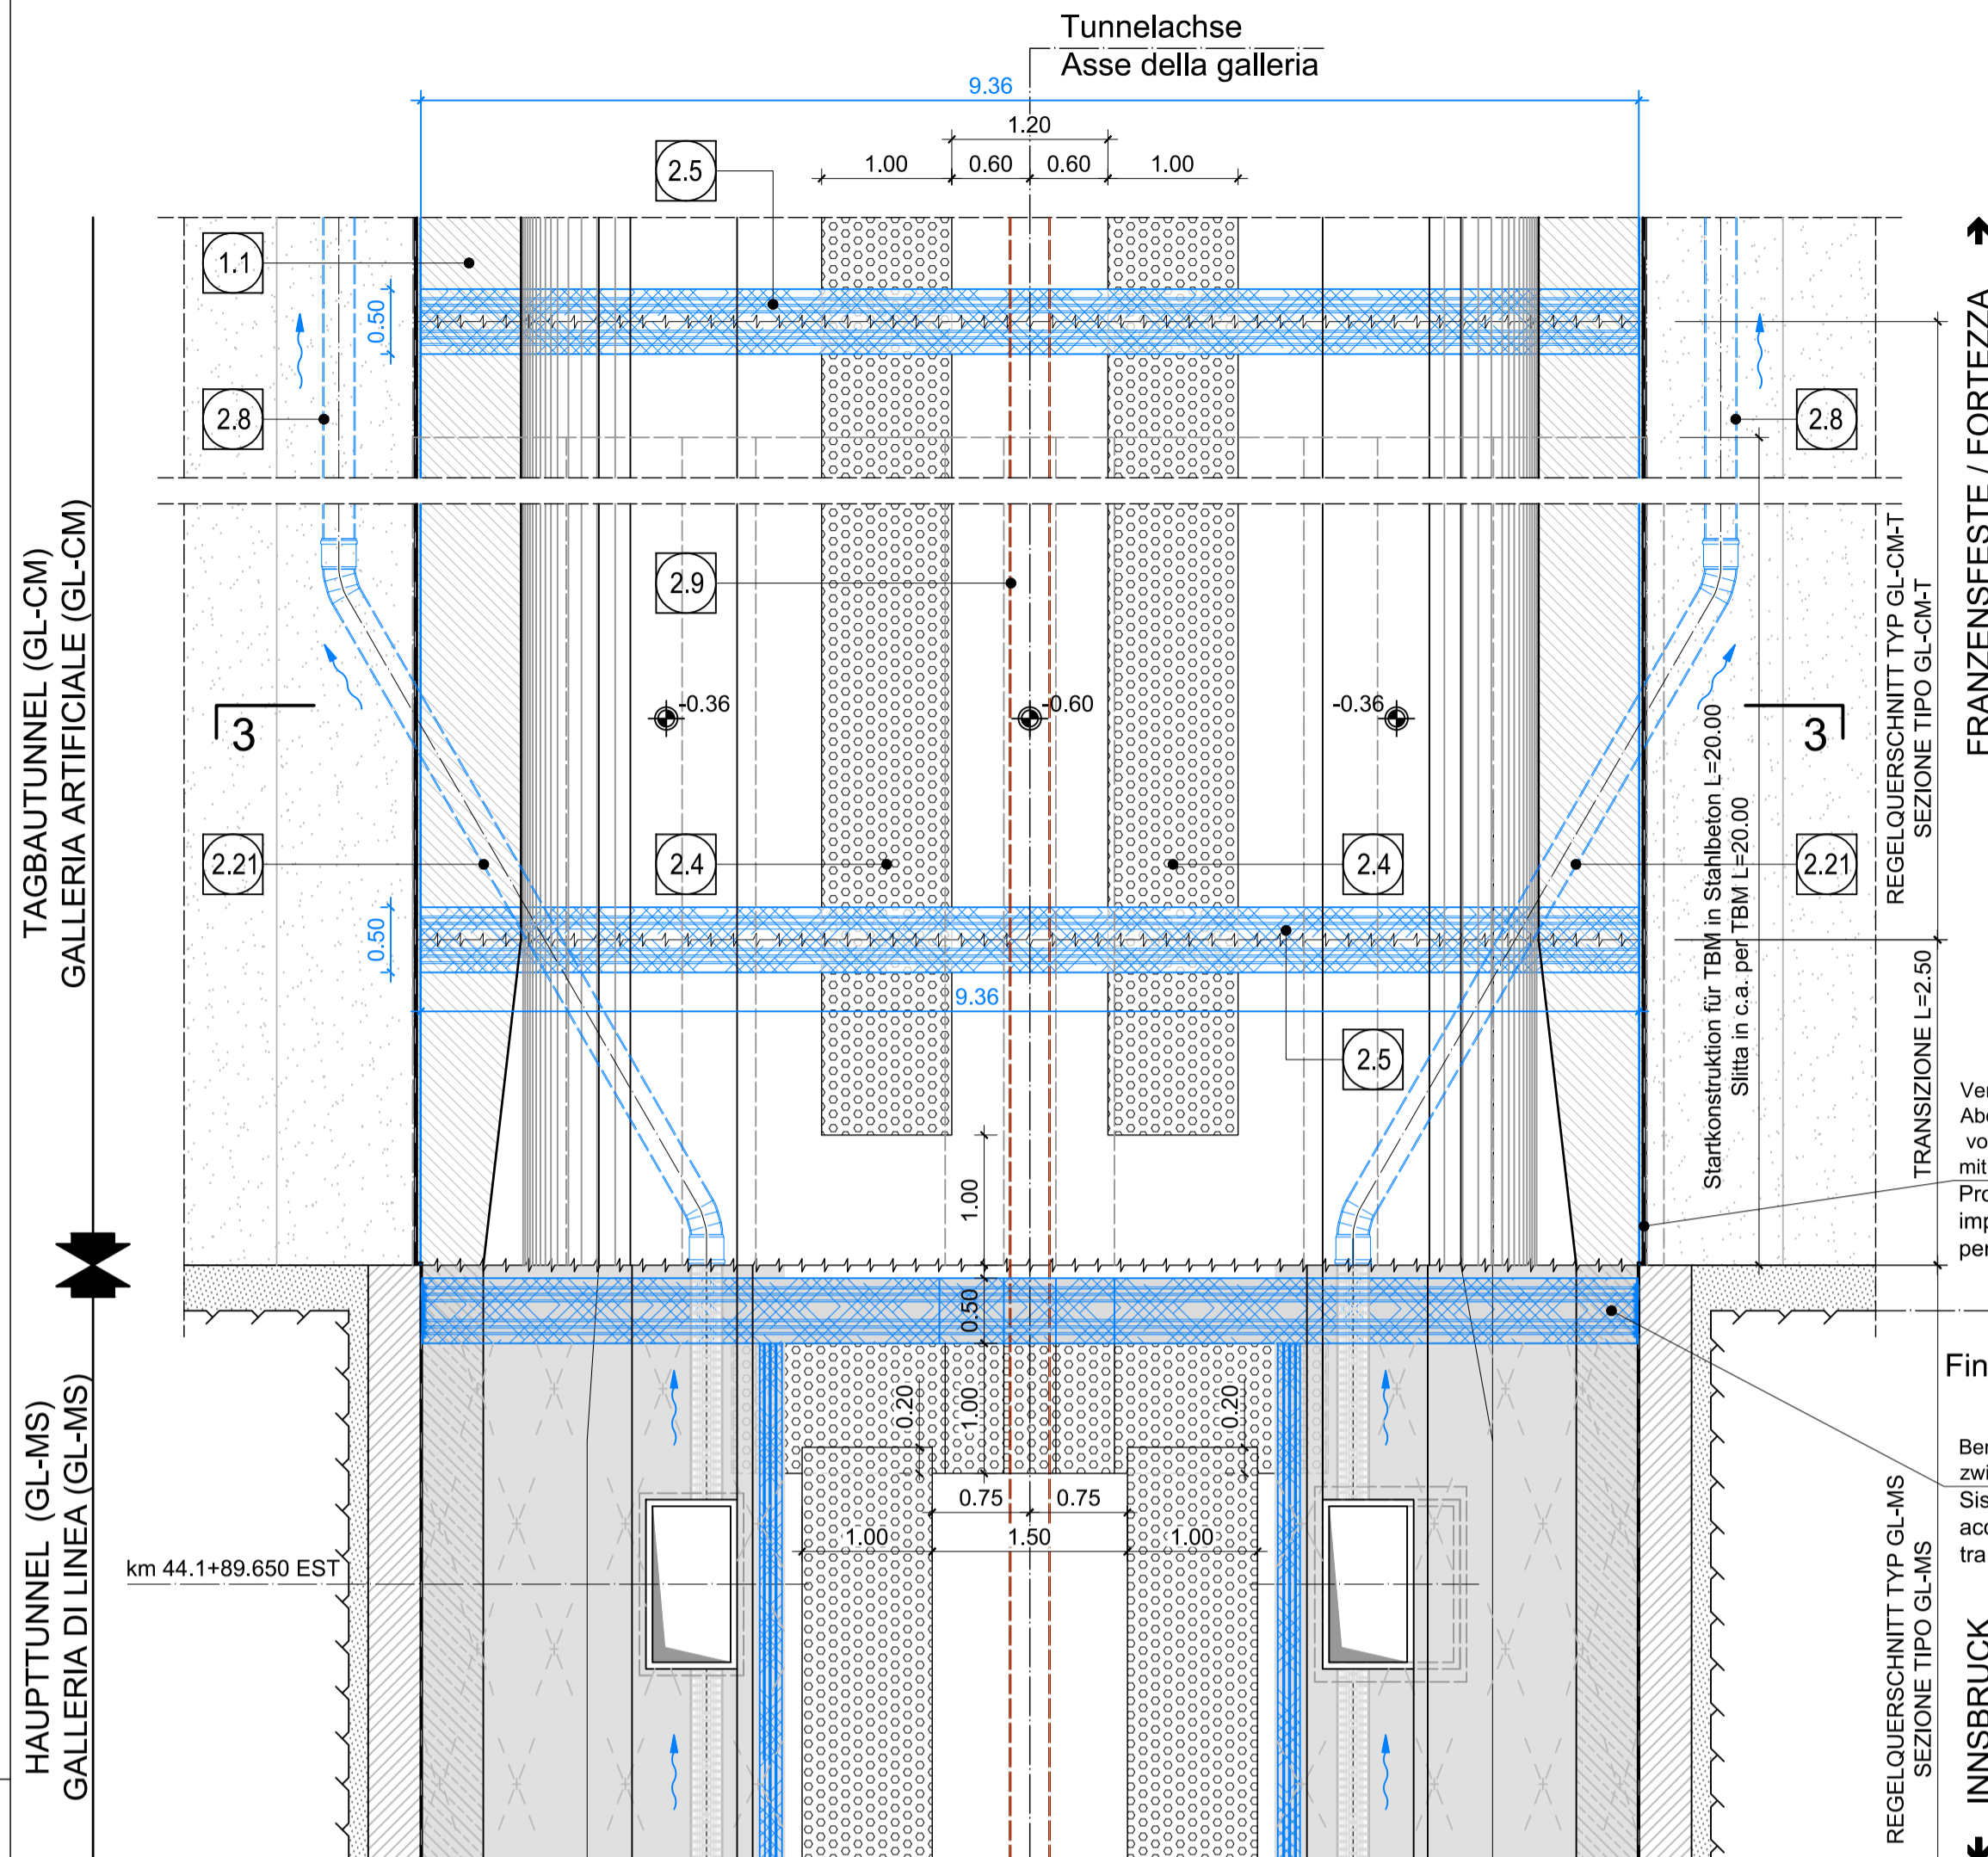 Tunnelachse
Asse della galleria
9.36
1.20
1.00
0.60
0.60
1.00
2.5
1.1
0.50
2.8
2.8
2.9
-0.36
-0.60
-0.36
3
3
2.21
2.4
2.4
2.21
0.50
9.36
2.5
1.00
0.50
0.20
1.00
0.20
0.75
0.75
1.00
1.50
1.00
km 44.1+89.650 EST
TAGBAUTUNNEL (GL-CM)
GALLERIA ARTIFICIALE (GL-CM)
HAUPTTUNNEL (GL-MS)
GALLERIA DI LINEA (GL-MS)
Startkonstruktion für TBM in Stahlbeton L=20.00
Slitta in c.a. per TBM L=20.00
REGELQUERSCHNITT TYP GL-CM-T
SEZIONE TIPO GL-CM-T
TRANSIZIONE L=2.50
REGELQUERSCHNITT TYP GL-MS
SEZIONE TIPO GL-MS
FRANZENSFESTE / FORTEZZA
INNSBRUCK
mit
per
Fin
tra